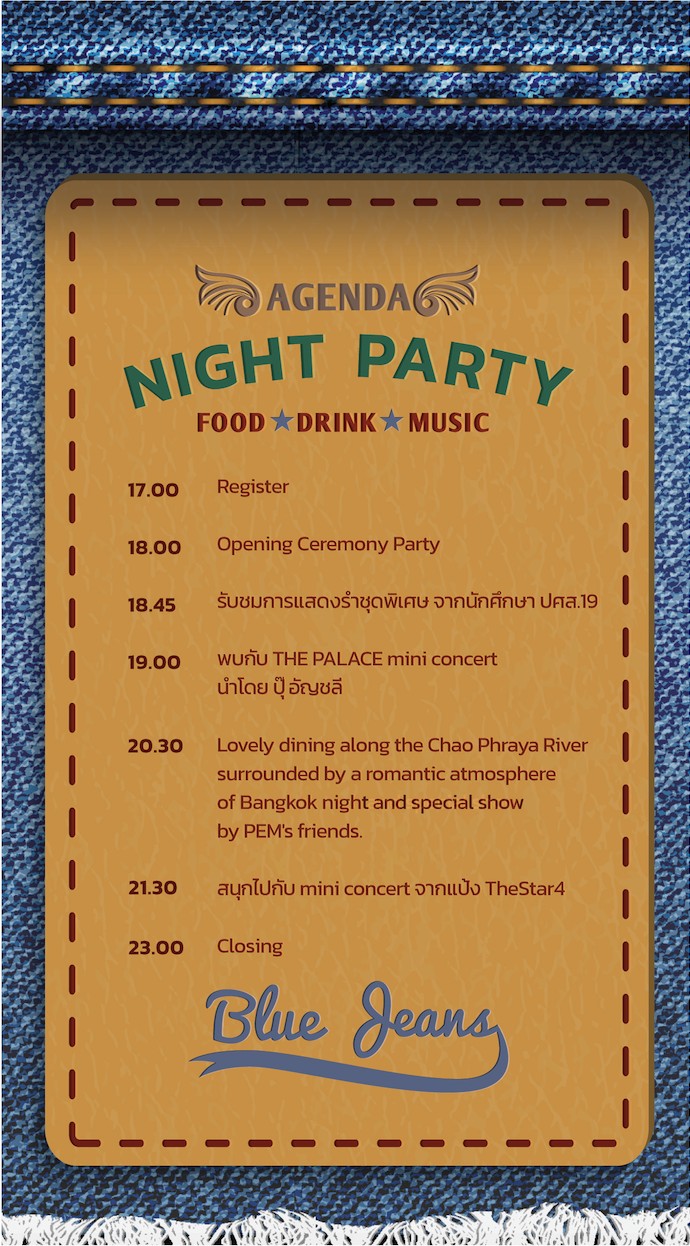 AGENDA
NIGHT PARTY
FOOD★DRINK★MUSIC
17.00 Register
18.00 Opening Ceremony Party
18.45 รับชมการแสดงรำชุดพิเศษ จากนักศึกษา ปศส.19
19.00 พบกับ THE PALACE mini concert
นำโดย ปุ๊ อัญชลี
20.30 Lovely dining along the Chao Phraya River
surrounded by a romantic atmosphere
of Bangkok night and special show
by PEM's friends.
21.30 สนุกไปกับ mini concert จากแป้ง TheStar4
23.00 Closing
Blue Jeans